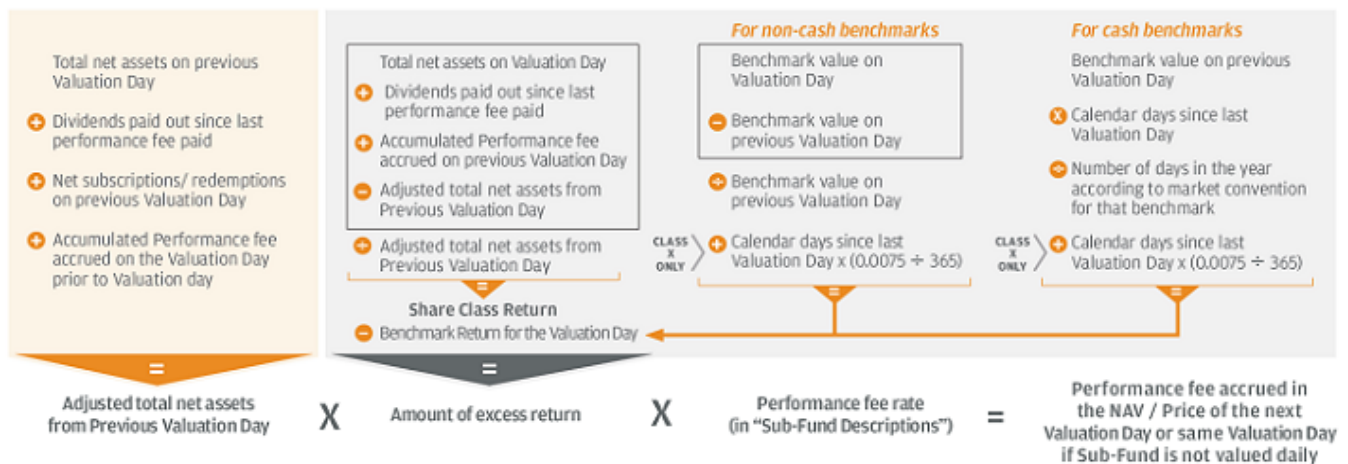 Total net assets on previous
Valuation Day
+ Dividends paid out since last
performance fee paid
+ Net subscriptions/ redemptions
on previous Valuation Day
+ Accumulated Performance fee
accrued on the Valuation Day
prior to Valuation day
=
Adjusted total net assets
from Previous Valuation Day
X
Total net assets on Valuation Day
+ Dividends paid out since last
performance fee paid
+ Accumulated Performance fee
accrued on previous Valuation Day
− Adjusted total net assets from
Previous Valuation Day
÷ Adjusted total net assets from
Previous Valuation Day
=
Share Class Return
− Benchmark Return for the Valuation Day
=
Amount of excess return
For non-cash benchmarks
Benchmark value on
Valuation Day
− Benchmark value on
previous Valuation Day
÷ Benchmark value on
previous Valuation Day
CLASS
X
ONLY
+ Calendar days since last
Valuation Day x (0.0075 ÷ 365)
=
For cash benchmarks
Benchmark value on previous
Valuation Day
x Calendar days since last
Valuation Day
÷ Number of days in the year
according to market convention
for that benchmark
CLASS
X
ONLY
+ Calendar days since last
Valuation Day x (0.0075 ÷ 365)
=
X
Performance fee rate
(in “Sub-Fund Descriptions”)
=
Performance fee accrued in
the NAV / Price of the next
Valuation Day or same Valuation Day
if Sub-Fund is not valued daily